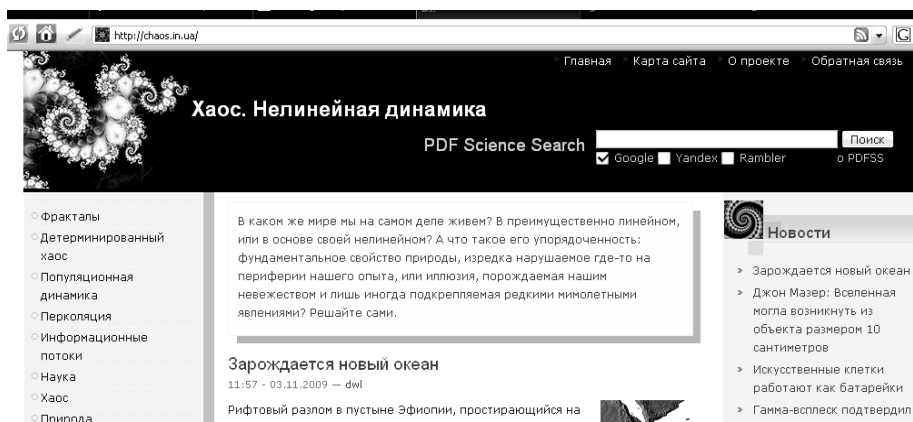 http://chaos.in.ua/
Главная Карта сайта О проекте Обратная связь
Хаос. Нелинейная динамика
PDF Science Search Поиск
Google Yandex Rambler о PDFSS
Фракталы
Детерминированный
хаос
Популяционная
динамика
Перколяция
Информационные
потоки
Наука
Хаос
Природа
В каком же мире мы на самом деле живем? В преимущественно линейном,
или в основе своей нелинейном? А что такое его упорядоченность:
фундаментальное свойство природы, изредка нарушаемое где-то на
периферии нашего опыта, или иллюзия, порождаемая нашим
невежеством и лишь иногда подкрепляемая редкими мимолетными
явлениями? Решайте сами.
Зарождается новый океан
11:57 - 03.11.2009 — dwl
Рифтовый разлом в пустыне Эфиопии, простирающийся на
Новости
» Зарождается новый океан
» Джон Мазер: Вселенная
могла возникнуть из
объекта размером 10
сантиметров
» Искусственные клетки
работают как батарейки
» Гамма-всплеск подтвердил